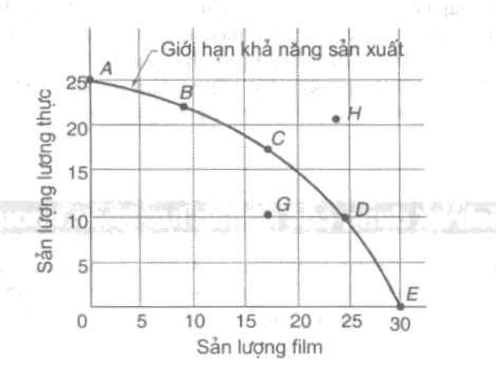 Giới hạn khả năng sản xuất
Sản lượng lương thực
25
20
15
10
5
A
B
C
H
G
D
E
0 5 10 15 20 25 30
Sản lượng film